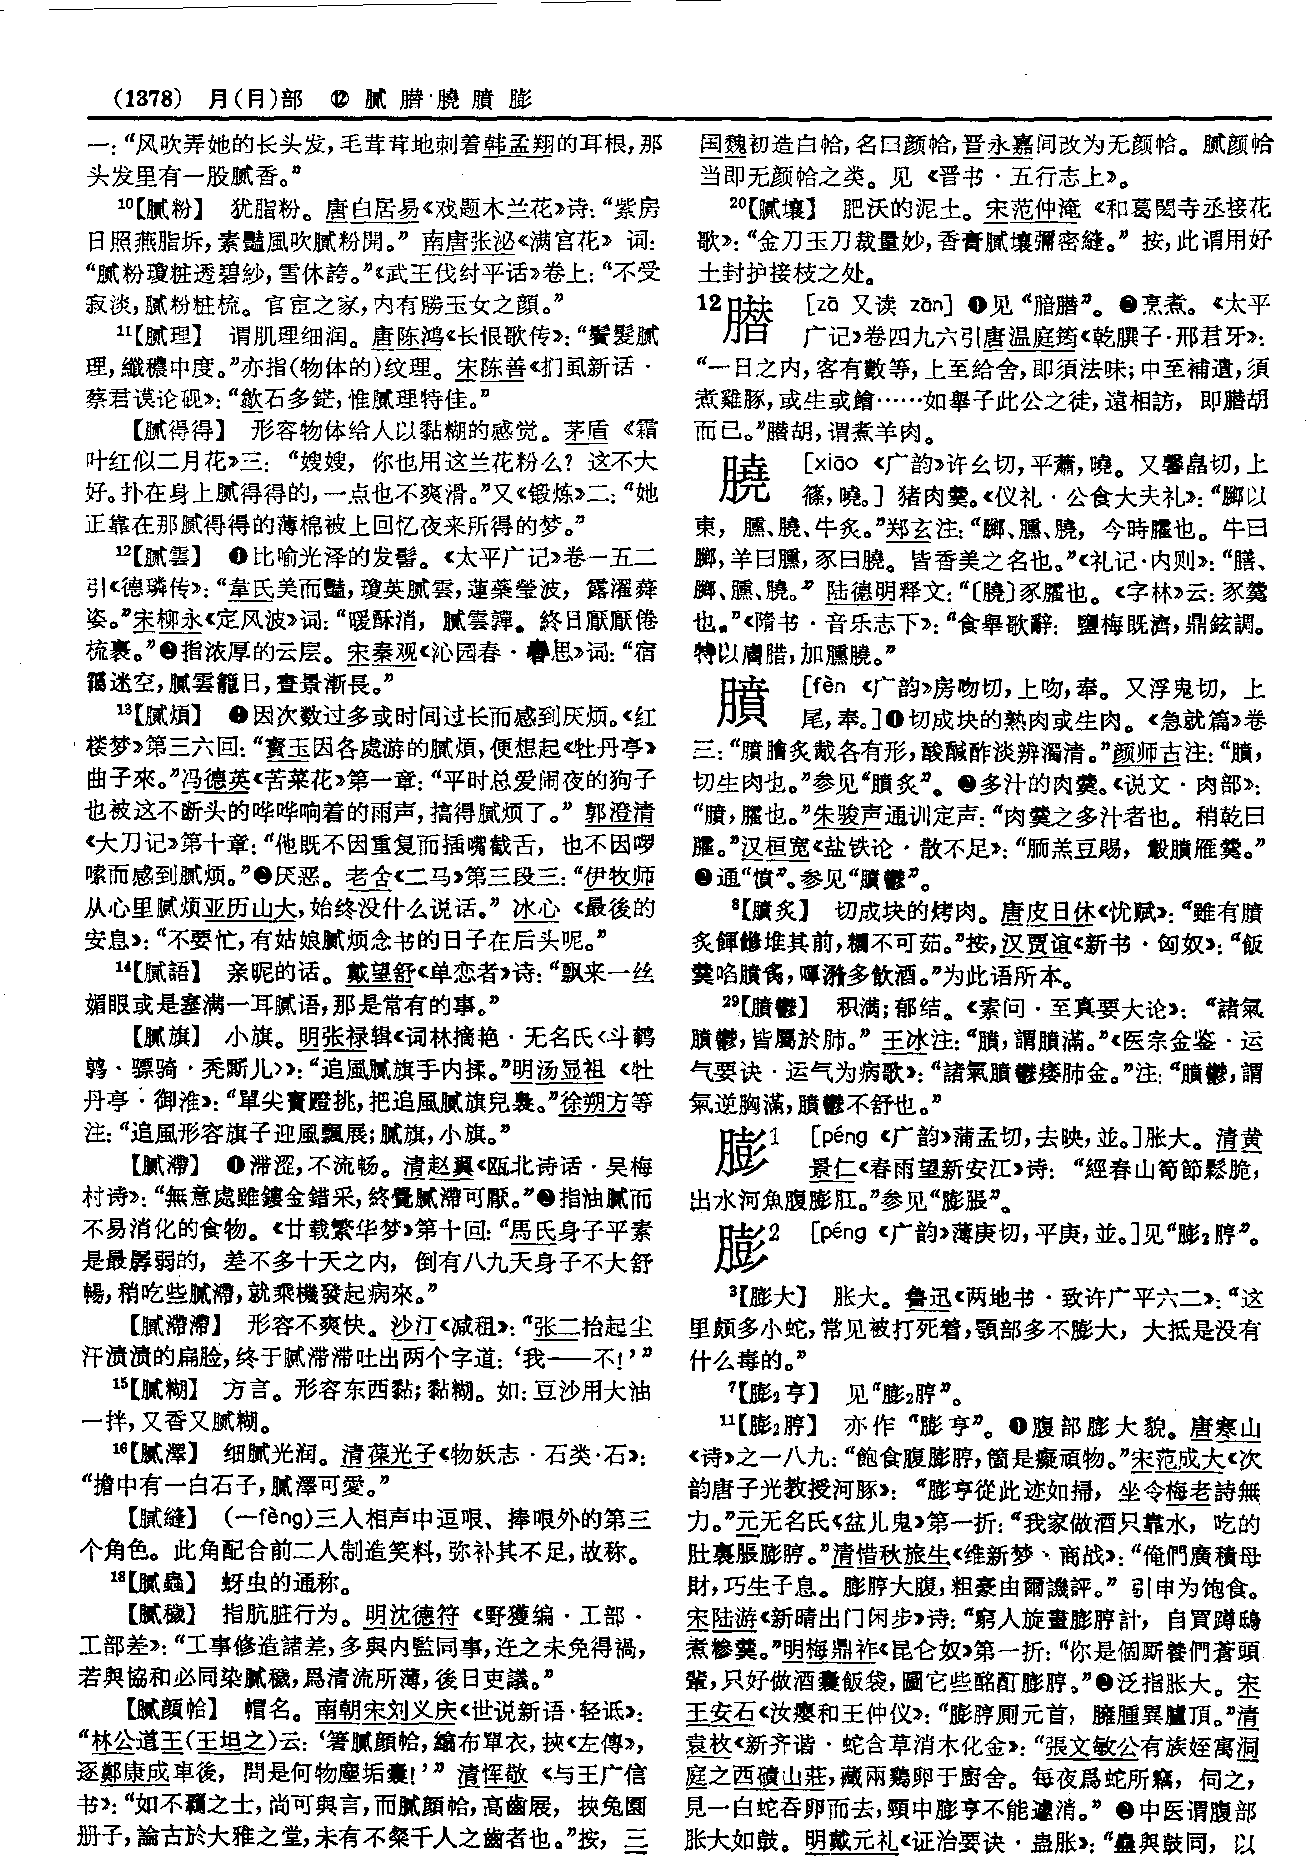 (1378) 月(⺼)部 ⑫ 腻 臢 膮 膹 膨
一：“风吹弄她的长头发，毛茸茸地刺着韩孟翔的耳根，那
头发里有一股腻香。”
10【腻粉】 犹脂粉。唐白居易《戏题木兰花》诗：“紫房
日照燕脂坼，素豔風吹膩粉開。” 南唐张泌《满宫花》词：
“膩粉瓊粧透碧紗，雪休誇。”《武王伐纣平话》卷上：“不受
寂淡，膩粉粧梳。官宦之家，内有勝玉女之顔。”
11【腻理】 谓肌理细润。唐陈鸿《长恨歌传》：“鬢髮膩
理，纖穠中度。”亦指(物体的)纹理。宋陈善《扪虱新话·
蔡君谟论砚》：“歙石多鋩，惟膩理特佳。”
【腻得得】 形容物体给人以黏糊的感觉。茅盾《霜
叶红似二月花》三：“嫂嫂，你也用这兰花粉么？这不大
好。扑在身上腻得得的，一点也不爽滑。”又《锻炼》二：“她
正靠在那腻得得的薄棉被上回忆夜来所得的梦。”
12【膩雲】 ❶比喻光泽的发髻。《太平广记》卷一五二
引《德璘传》：“韋氏美而豔，瓊英膩雲，蓮蘂瑩波，露濯蕣
姿。”宋柳永《定风波》词：“暖酥消，膩雲嚲。終日厭厭倦
梳裹。”❷指浓厚的云层。宋秦观《沁园春·春思》词：“宿
靄迷空，膩雲籠日，晝景漸長。”
13【膩煩】 ❶因次数过多或时间过长而感到厌烦。《红
楼梦》第三六回：“寳玉因各處游的膩煩，便想起《牡丹亭》
曲子來。”冯德英《苦菜花》第一章：“平时总爱闹夜的狗子
也被这不断头的哗哗响着的雨声，搞得腻烦了。” 郭澄清
《大刀记》第十章：“他既不因重复而插嘴截舌，也不因啰
嗦而感到腻烦。”❷厌恶。老舍《二马》第三段三：“伊牧师
从心里腻烦亚历山大，始终没什么说话。” 冰心《最後的
安息》：“不要忙，有姑娘腻烦念书的日子在后头呢。”
14【膩語】 亲昵的话。戴望舒《单恋者》诗：“飘来一丝
媚眼或是塞满一耳腻语，那是常有的事。”
【腻旗】 小旗。明张禄辑《词林摘艳·无名氏〈斗鹌
鹑·骠骑·秃厮儿〉》：“追風膩旗手内揉。”明汤显祖《牡
丹亭·御淮》：“單尖寳蹬挑，把追風膩旗兒裊。”徐朔方等
注：“追風形容旗子迎風飄展；膩旗，小旗。”
【膩滯】 ❶滞涩，不流畅。清赵翼《瓯北诗话·吴梅
村诗》：“無意處雖鏤金錯采，終覺膩滯可厭。”❷指油腻而
不易消化的食物。《廿载繁华梦》第十回：“馬氏身子平素
是最孱弱的，差不多十天之内，倒有八九天身子不大舒
暢，稍吃些膩滯，就乘機發起病來。”
【膩滯滯】 形容不爽快。沙汀《减租》：“张二抬起尘
汗渍渍的扁脸，终于腻滞滞吐出两个字道：‘我——不！’”
15【腻糊】 方言。形容东西黏；黏糊。如：豆沙用大油
一拌，又香又腻糊。
16【膩澤】 细腻光润。清葆光子《物妖志·石类·石》：
“擔中有一白石子，膩澤可愛。”
【膩縫】 (—fèng)三人相声中逗哏、捧哏外的第三
个角色。此角配合前二人制造笑料，弥补其不足，故称。
18【膩蟲】 蚜虫的通称。
【膩穢】 指肮脏行为。明沈德符《野獲编·工部·
工部差》：“工事修造諸差，多與内監同事，迕之未免得禍，
若與協和必同染膩穢，爲清流所薄，後日吏議。”
【膩顔帢】 帽名。南朝宋刘义庆《世说新语·轻诋》：
“林公道王(王坦之)云：‘箸膩顔帢，䌖布單衣，挾《左傳》，
逐鄭康成車後，問是何物塵垢囊！’” 清恽敬《与王广信
书》：“如不羈之士，尚可與言，而膩顔帢，高齒屐，挾兔園
册子，論古於大雅之堂，未有不粲千人之齒者也。”按，三
国魏初造白帢，名曰颜帢，晋永嘉间改为无颜帢。腻颜帢
当即无颜帢之类。见《晋书·五行志上》。
20【腻壤】 肥沃的泥土。宋范仲淹《和葛閎寺丞接花
歌》：“金刀玉刀裁量妙，香膏膩壤彌密縫。”按，此谓用好
土封护接枝之处。
12臢 [zā 又读 zān] ❶见“腤臢”。❷烹煮。《太平
广记》卷四九六引唐温庭筠《乾𦠆子·邢君牙》：
“一日之内，客有數等，上至給舍，即須法味；中至補遺，須
煮雞豚，或生或鱠……如舉子此公之徒，遠相訪，即臢胡
而已。”臢胡，谓煮羊肉。
膮 [xiāo 《广韵》许幺切，平萧，曉。又馨皛切，上
篠，曉。] 猪肉羹。《仪礼·公食大夫礼》：“膷以
東，臐、膮、牛炙。”郑玄注：“膷、臐、膮，今時臛也。牛曰
膷，羊曰臐，豕曰膮。皆香美之名也。”《礼记·内则》：“膳、
膷、臐、膮。” 陆德明释文：“〔膮〕豕臛也。《字林》云：豕羹
也。”《隋书·音乐志下》：“食舉歌辭：鹽梅既濟，鼎鉉調。
特以膚腊，加臐膮。”
膹 [fèn 《广韵》房吻切，上吻，奉。又浮鬼切，上
尾，奉。]❶切成块的熟肉或生肉。《急就篇》卷
三：“膹膾炙胾各有形，酸鹹酢淡辨濁清。”颜师古注：“膹，
切生肉也。”参见“膹炙”。❷多汁的肉羹。《说文·肉部》：
“膹，臛也。”朱骏声通训定声：“肉羹之多汁者也。稍乾曰
臛。”汉桓宽《盐铁论·散不足》：“腼羔豆賜，鷇膹雁羹。”
❸通“憤”。参见“膹鬱”。
8【膹炙】 切成块的烤肉。唐皮日休《忧赋》：“雖有膹
炙餫饈堆其前，欄不可茹。”按，汉贾谊《新书·匈奴》：“飯
羹啗膹炙，㗔潃多飲酒。”为此语所本。
29【膹鬱】 积满；郁结。《素问·至真要大论》：“諸氣
膹鬱，皆屬於肺。” 王冰注：“膹，謂膹滿。”《医宗金鉴·运
气要诀·运气为病歌》：“諸氣膹鬱痿肺金。”注：“膹鬱，謂
氣逆胸滿，膹鬱不舒也。”
膨1 [péng 《广韵》蒲孟切，去映，並。]胀大。清黄
景仁《春雨望新安江》诗：“經春山筍節鬆脆，
出水河魚腹膨肛。”参见“膨脹”。
膨2 [péng 《广韵》薄庚切，平庚，並。]见“膨2脝”。
3【膨大】 胀大。鲁迅《两地书·致许广平六二》：“这
里颇多小蛇，常见被打死着，颚部多不膨大，大抵是没有
什么毒的。”
7【膨2亨】 见“膨2脝”。
11【膨2脝】 亦作“膨亨”。❶腹部膨大貌。唐寒山
《诗》之一八九：“飽食腹膨脝，箇是癡頑物。”宋范成大《次
韵唐子光教授河豚》：“膨亨從此迹如掃，坐令梅老詩無
力。”元无名氏《盆儿鬼》第一折：“我家做酒只靠水，吃的
肚裏脹膨脝。”清惜秋旅生《维新梦·商战》：“俺們廣積母
財，巧生子息。膨脝大腹，粗豪由爾譏評。” 引申为饱食。
宋陆游《新晴出门闲步》诗：“窮人旋畫膨脝計，自買蹲鴟
煮糝羹。”明梅鼎祚《昆仑奴》第一折：“你是個厮養們蒼頭
輩，只好做酒囊飯袋，圖它些酩酊膨脝。”❷泛指胀大。宋
王安石《汝瘿和王仲仪》：“膨脝厠元首，臃腫異臚頂。”清
袁枚《新齐谐·蛇含草消木化金》：“張文敏公有族姪寓洞
庭之西磧山莊，藏兩鷄卵于廚舍。每夜爲蛇所竊，伺之，
見一白蛇吞卵而去，頸中膨亨不能遽消。” ❸中医谓腹部
胀大如鼓。明戴元礼《证治要诀·蛊胀》：“蠱與鼓同，以